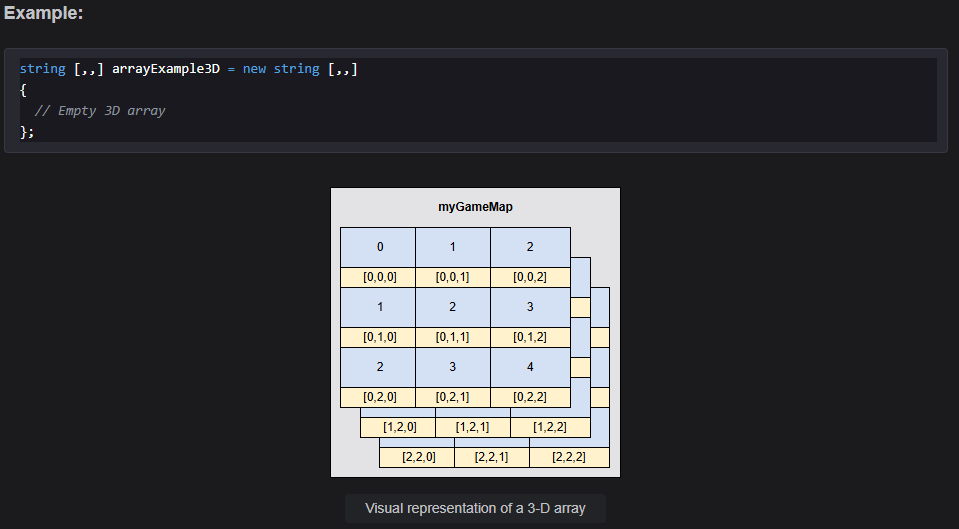 Example:
string [,,] arrayExample3D = new string [,,]
{
// Empty 3D array
};
myGameMap
0 1 2
[0,0,0] [0,0,1] [0,0,2]
1 2 3
[0,1,0] [0,1,1] [0,1,2]
2 3 4
[0,2,0] [0,2,1] [0,2,2]
[1,2,0] [1,2,1] [1,2,2]
[2,2,0] [2,2,1] [2,2,2]
Visual representation of a 3-D array